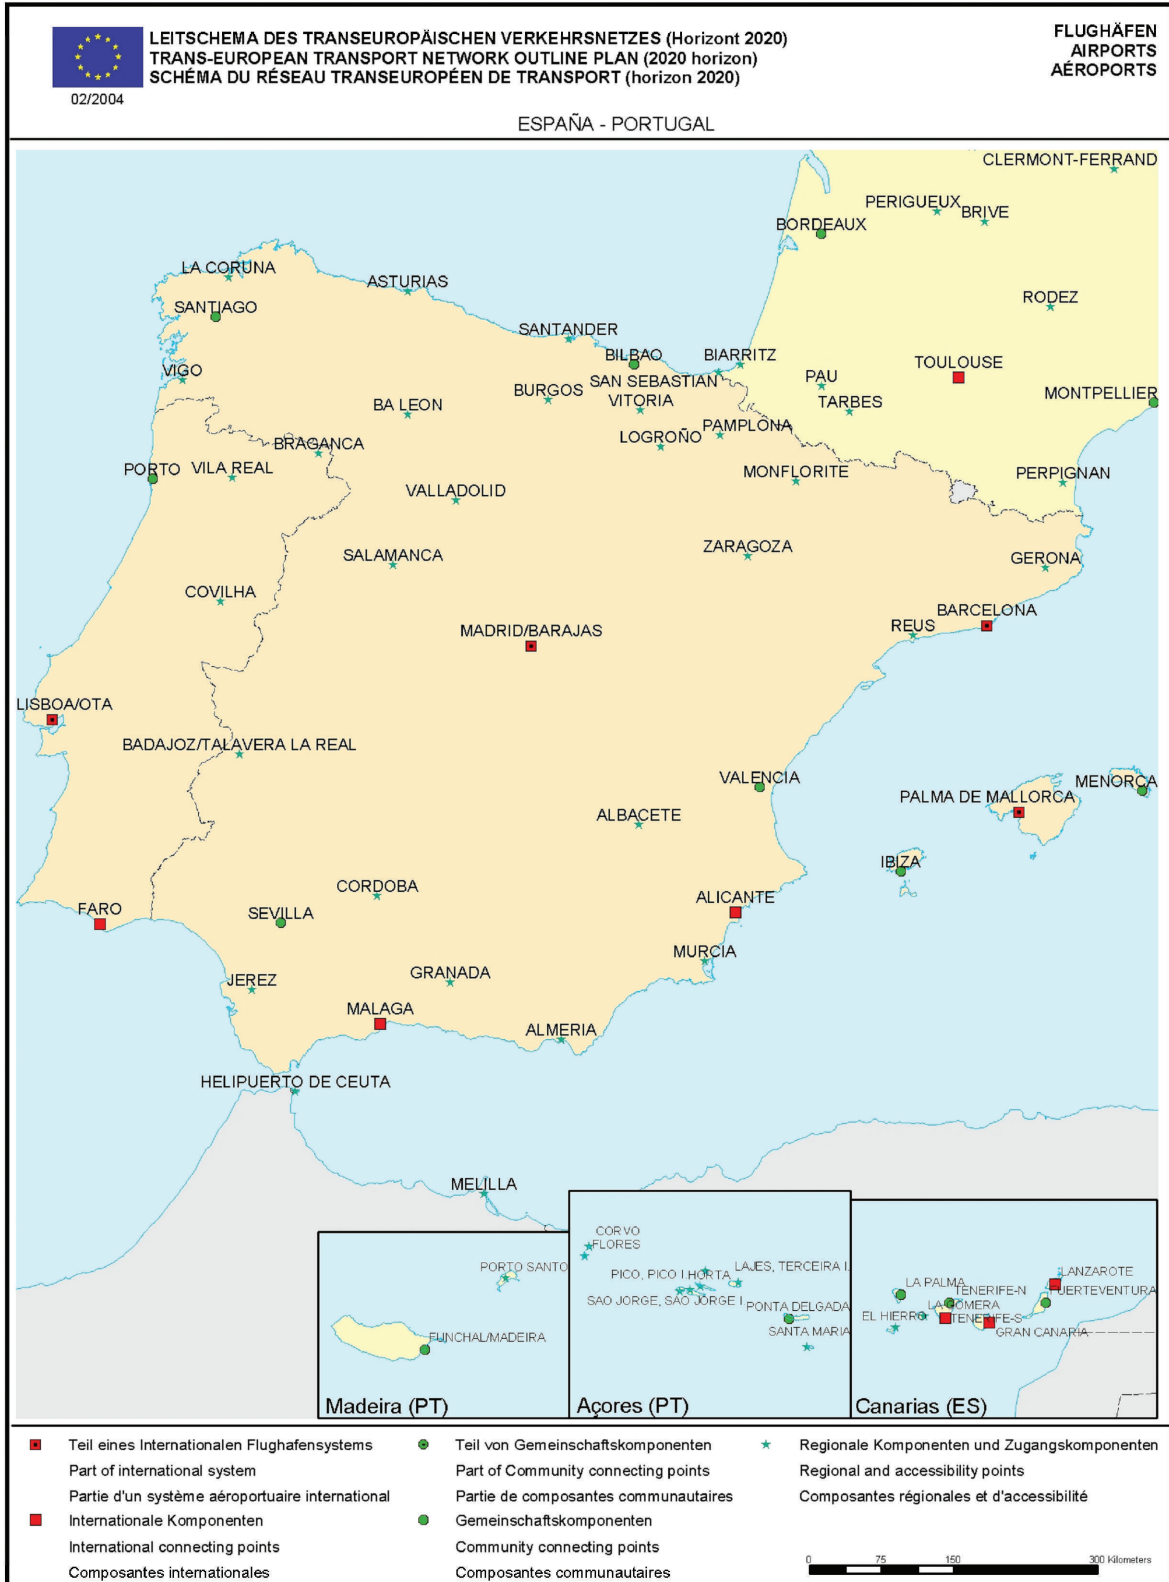 LEITSCHEMA DES TRANSEUROPÄISCHEN VERKEHRSNETZES (Horizont 2020)
TRANS-EUROPEAN TRANSPORT NETWORK OUTLINE PLAN (2020 horizon)
SCHÉMA DU RÉSEAU TRANSEUROPÉEN DE TRANSPORT (horizon 2020)
02/2004
FLUGHÄFEN
AIRPORTS
AÉROPORTS
ESPAÑA - PORTUGAL
CLERMONT-FERRAND
PERIGUEUX
BRIVE
BORDEAUX
LA CORUNA
ASTURIAS
SANTIAGO
RODEZ
SANTANDER
BILBAO
BIARRITZ
TOULOUSE
VIGO
SAN SEBASTIAN
PAU
BURGOS
VITORIA
MONTPELLIER
BA LEON
TARBES
PAMPLONA
LOGROÑO
BRAGANCA
PORTO
VILA REAL
MONFLORITE
PERPIGNAN
VALLADOLID
SALAMANCA
ZARAGOZA
GERONA
COVILHA
BARCELONA
MADRID/BARAJAS
REUS
LISBOA/OTA
BADAJOZ/TALAVERA LA REAL
VALENCIA
MENORCA
PALMA DE MALLORCA
ALBACETE
IBIZA
CORDOBA
ALICANTE
FARO
SEVILLA
MURCIA
JEREZ
GRANADA
MALAGA
ALMERIA
HELIPUERTO DE CEUTA
MELILLA
PORTO SANTO
FUNCHAL/MADEIRA
Madeira (PT)
CORVO
FLORES
PICO, PICO I.
HORTA
LAJES, TERCEIRA I.
SAO JORGE, SAO JORGE I
PONTA DELGADA
SANTA MARIA
Açores (PT)
LANZAROTE
LA PALMA
TENERIFE-N
FUERTEVENTURA
LA GOMERA
EL HIERRO
TENERIFE-S
GRAN CANARIA
Canarias (ES)
Teil eines Internationalen Flughafensystems
Part of international system
Partie d'un système aéroportuaire international
Internationale Komponenten
International connecting points
Composantes internationales
Teil von Gemeinschaftskomponenten
Part of Community connecting points
Partie de composantes communautaires
Gemeinschaftskomponenten
Community connecting points
Composantes communautaires
Regionale Komponenten und Zugangskomponenten
Regional and accessibility points
Composantes régionales et d'accessibilité
0 75 150 300 Kilometers